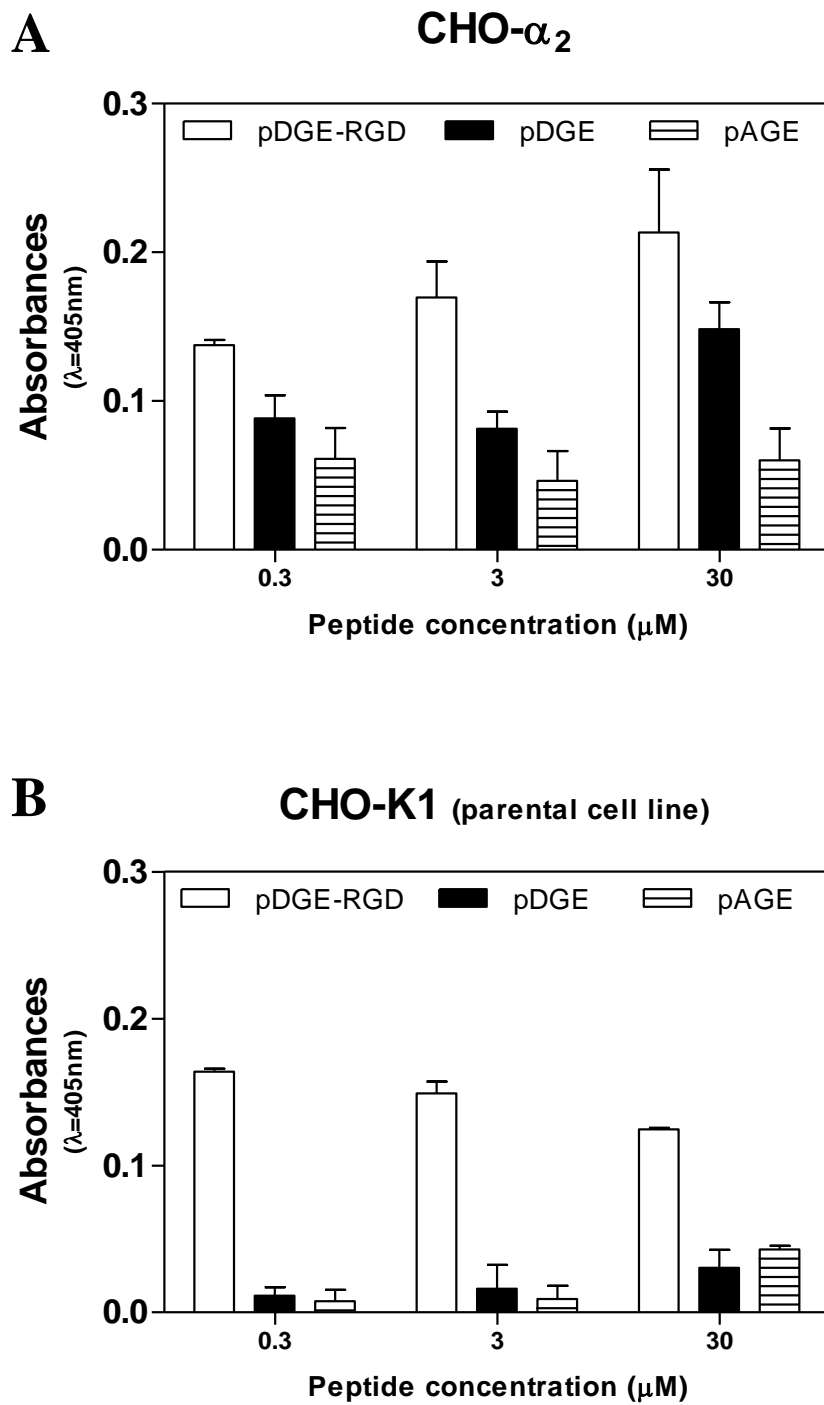 A
CHO-α₂
0.3
pDGE-RGD pDGE pAGE
0.2
Absorbances
(λ=405nm)
0.1
0.0
0.3 3 30
Peptide concentration (μM)
B
CHO-K1 (parental cell line)
0.3
pDGE-RGD pDGE pAGE
0.2
Absorbances
(λ=405nm)
0.1
0.0
0.3 3 30
Peptide concentration (μM)